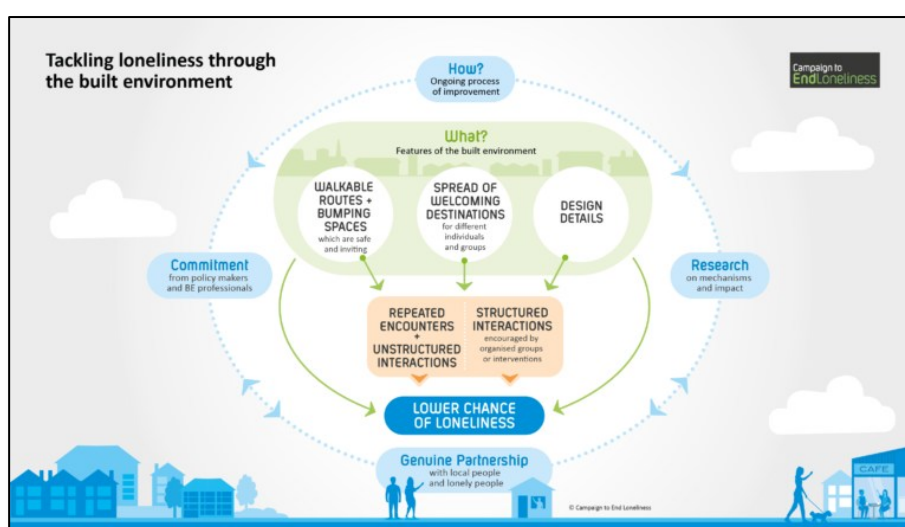 Tackling loneliness through
the built environment
Campaign to
EndLoneliness
How?
Ongoing process
of improvement
What?
Features of the built environment
WALKABLE
ROUTES +
BUMPING
SPACES
which are safe
and inviting
SPREAD OF
WELCOMING
DESTINATIONS
for different
individuals
and groups
DESIGN
DETAILS
Commitment
from policy makers
and BE professionals
Research
on mechanisms
and impact
REPEATED
ENCOUNTERS
+
UNSTRUCTURED
INTERACTIONS
STRUCTURED
INTERACTIONS
encouraged by
organised groups
or interventions
LOWER CHANCE
OF LONELINESS
Genuine Partnership
with local people
and lonely people
© Campaign to End Loneliness
CAFE